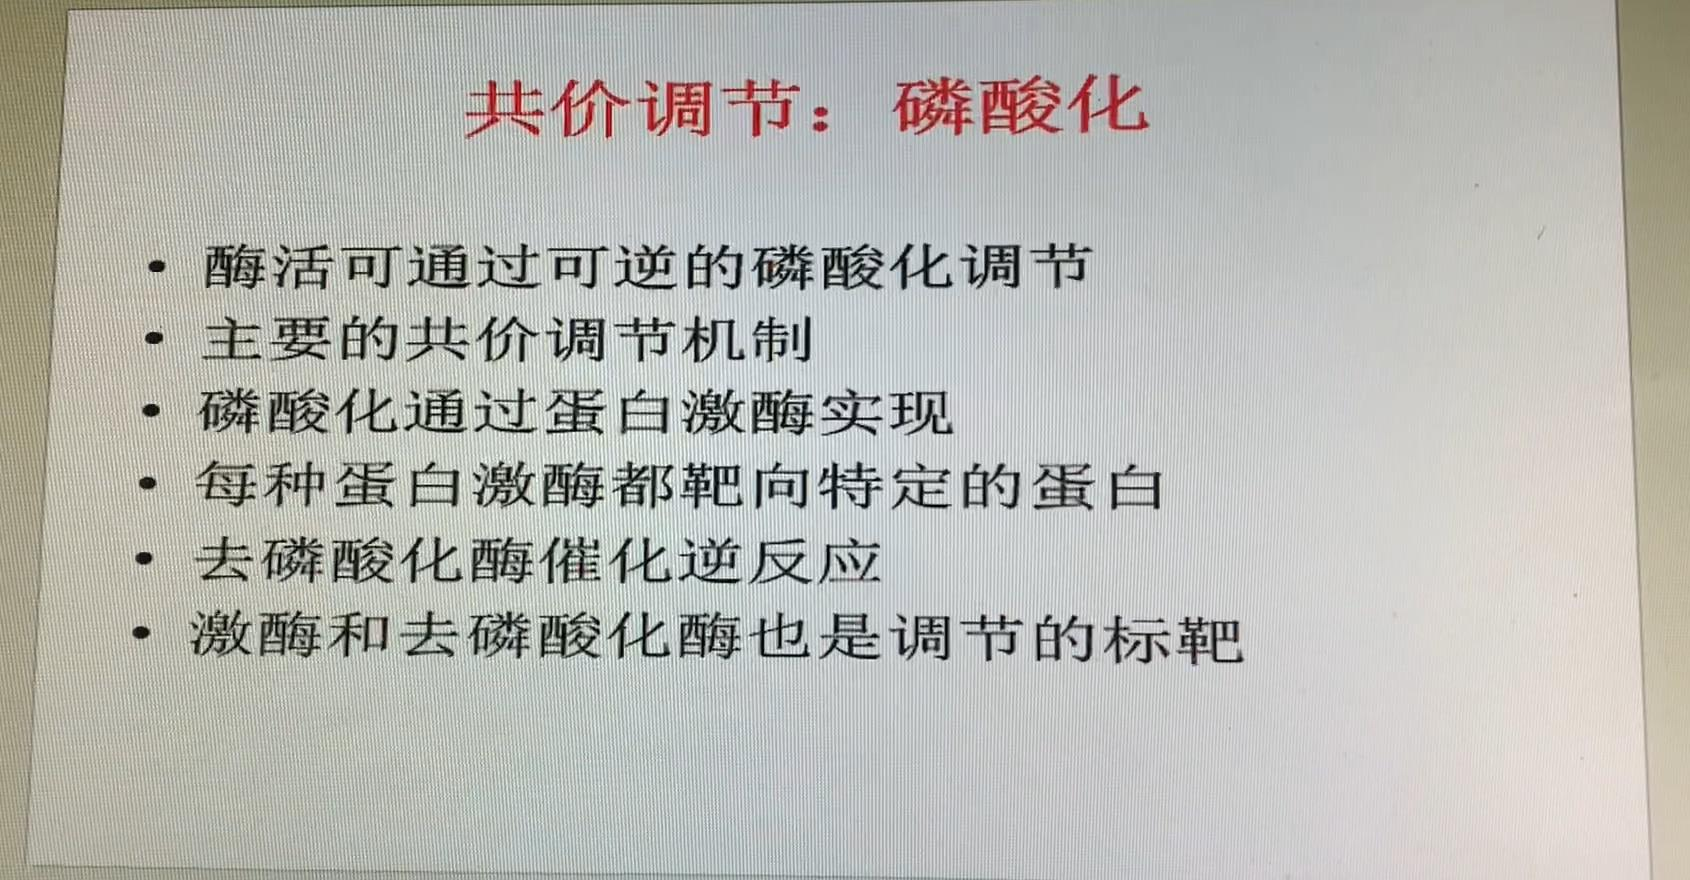 共价调节：磷酸化
• 酶活可通过可逆的磷酸化调节
• 主要的共价调节机制
• 磷酸化通过蛋白激酶实现
• 每种蛋白激酶都靶向特定的蛋白
• 去磷酸化酶催化逆反应
• 激酶和去磷酸化酶也是调节的标靶